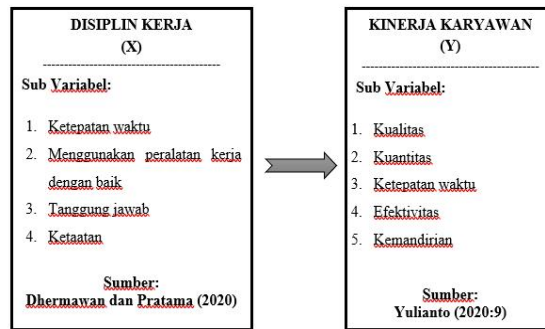 DISIPLIN KERJA
(X)
----------------------------------------
Sub Variabel:
1. Ketepatan waktu
2. Menggunakan peralatan kerja
dengan baik
3. Tanggung jawab
4. Ketaatan
Sumber:
Dhermawan dan Pratama (2020)
KINERJA KARYAWAN
(Y)
----------------------------------------
Sub Variabel:
1. Kualitas
2. Kuantitas
3. Ketepatan waktu
4. Efektivitas
5. Kemandirian
Sumber:
Yulianto (2020:9)